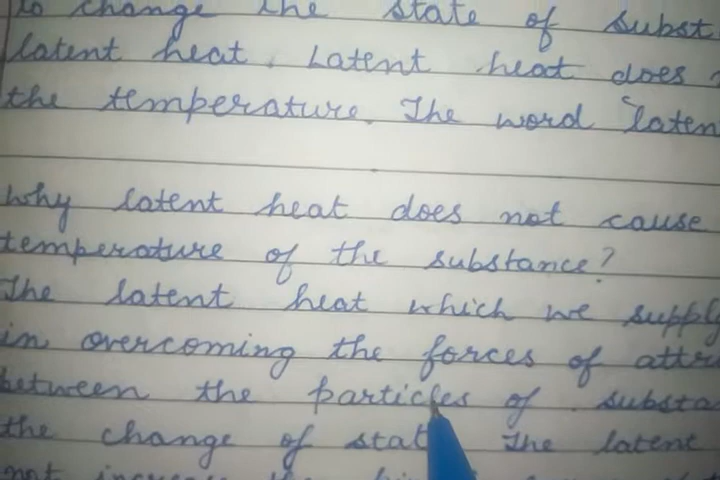 to change the state of subst
latent heat. Latent heat does
the temperature. The word "laten
Why latent heat does not cause
temperature of the substance?
The latent heat which we supply
in overcoming the forces of attr
between the particles of substa
the change of stat The latent
not